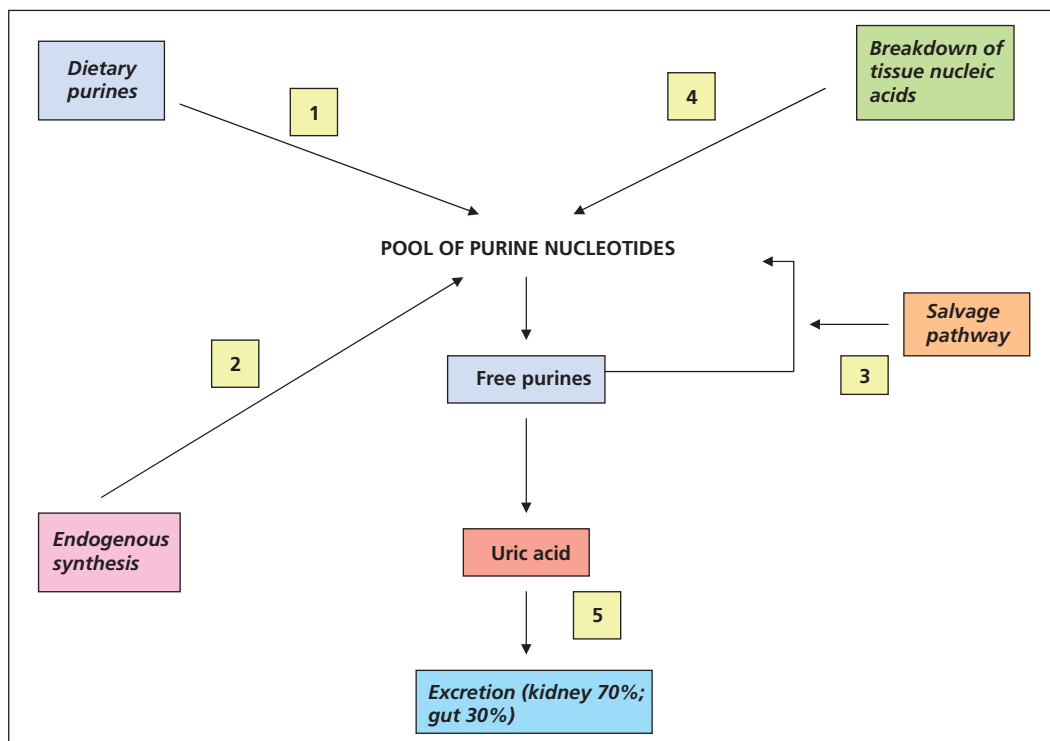 Dietary
purines
1
4
Breakdown of
tissue nucleic
acids
POOL OF PURINE NUCLEOTIDES
2
Free purines
Salvage
pathway
3
Endogenous
synthesis
Uric acid
5
Excretion (kidney 70%;
gut 30%)